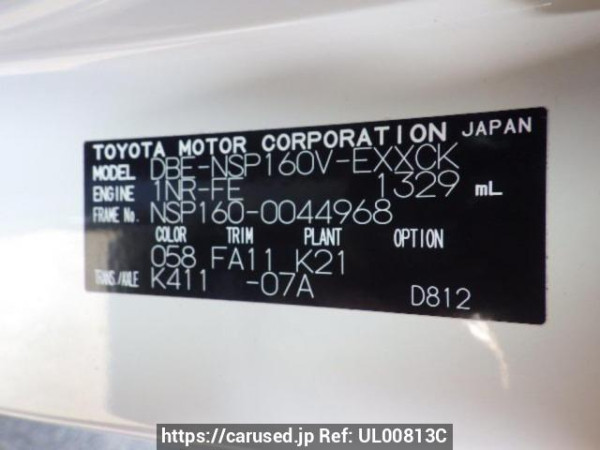 TOYOTA MOTOR CORPORATION JAPAN
MODEL DBE-NSP160V-EXXCK
ENGINE 1NR-FE 1329 mL
FRAME No. NSP160-0044968
COLOR TRIM PLANT OPTION
058 FA11 K21
TRANS/AXLE K411 -07A D812
https://carused.jp Ref: UL00813C